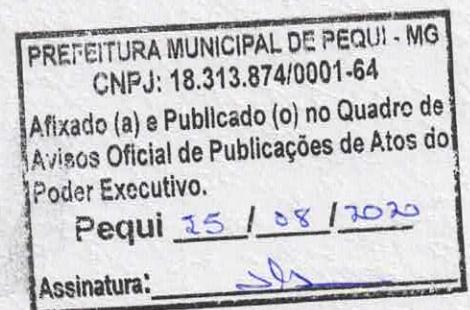 PREFEITURA MUNICIPAL DE PEQUI - MG
CNPJ: 18.313.874/0001-64
Afixado (a) e Publicado (o) no Quadro de
Avisos Oficial de Publicações de Atos do
Poder Executivo.
Pequi 25 / 08 / 2020
Assinatura: